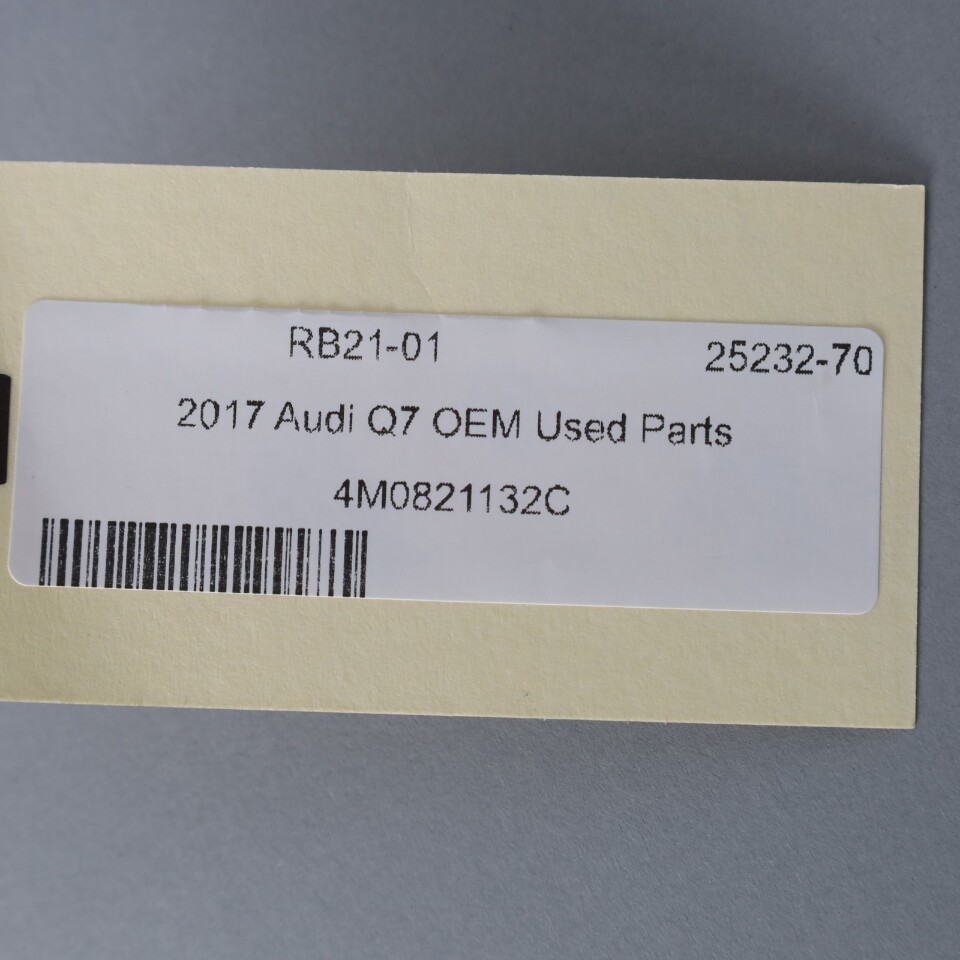 RB21-01 25232-70
2017 Audi Q7 OEM Used Parts
4M0821132C